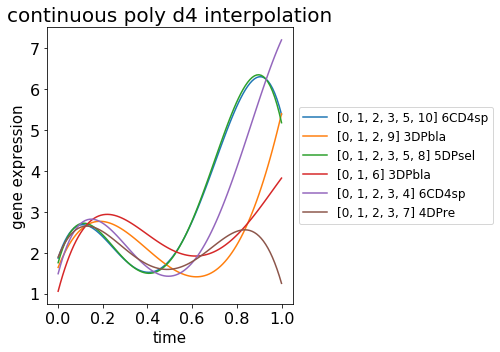 continuous poly d4 interpolation
gene expression
7
6
5
4
3
2
1
0.0 0.2 0.4 0.6 0.8 1.0
time
[0, 1, 2, 3, 5, 10] 6CD4sp
[0, 1, 2, 9] 3DPbla
[0, 1, 2, 3, 5, 8] 5DPsel
[0, 1, 6] 3DPbla
[0, 1, 2, 3, 4] 6CD4sp
[0, 1, 2, 3, 7] 4DPre